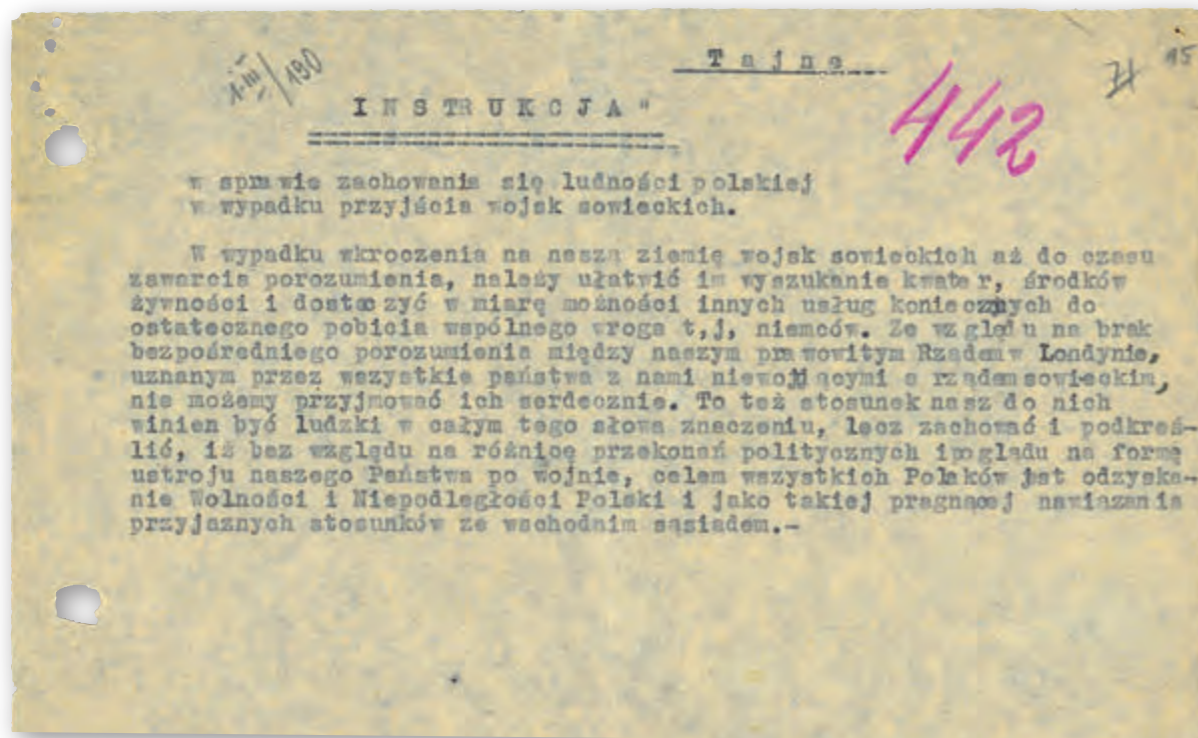 1-III/190
T a j n e
15
I N S T R U K C J A "
442
w sprawie zachowania się ludności polskiej
w wypadku przyjścia wojsk sowieckich.
W wypadku wkroczenia na naszą ziemię wojsk sowieckich aż do czasu
zawarcia porozumienia, należy ułatwić im wyszukanie kwater, środków
żywności i dostarczyć w miarę możności innych usług koniecznych do
ostatecznego pobicia wspólnego wroga t,j, niemców. Ze względu na brak
bezpośredniego porozumienia między naszym prawowitym Rządem w Londynie,
uznanym przez wszystkie państwa z nami a rządem sowieckim,
nie możemy przyjmować ich serdecznie. To też stosunek nasz do nich
winien być ludzki w całym tego słowa znaczeniu, lecz zachować i podkreś-
lić, iż bez względu na różnicę przekonań politycznych i poglądu na formę
ustroju naszego Państwa po wojnie, celem wszystkich Polaków jest odzyska-
nie Wolności i Niepodległości Polski i jako takiej pragnącej nawiązania
przyjaznych stosunków ze wschodnim sąsiadem.-